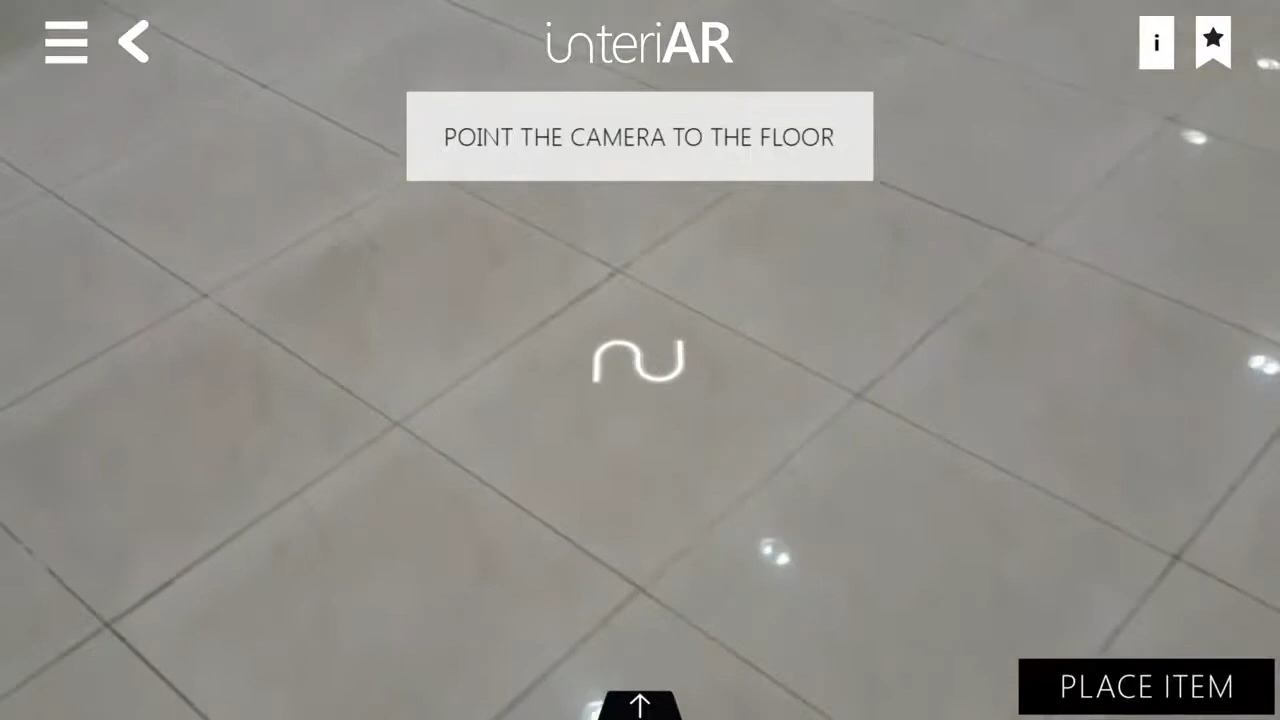 interiAR
i
POINT THE CAMERA TO THE FLOOR
PLACE ITEM